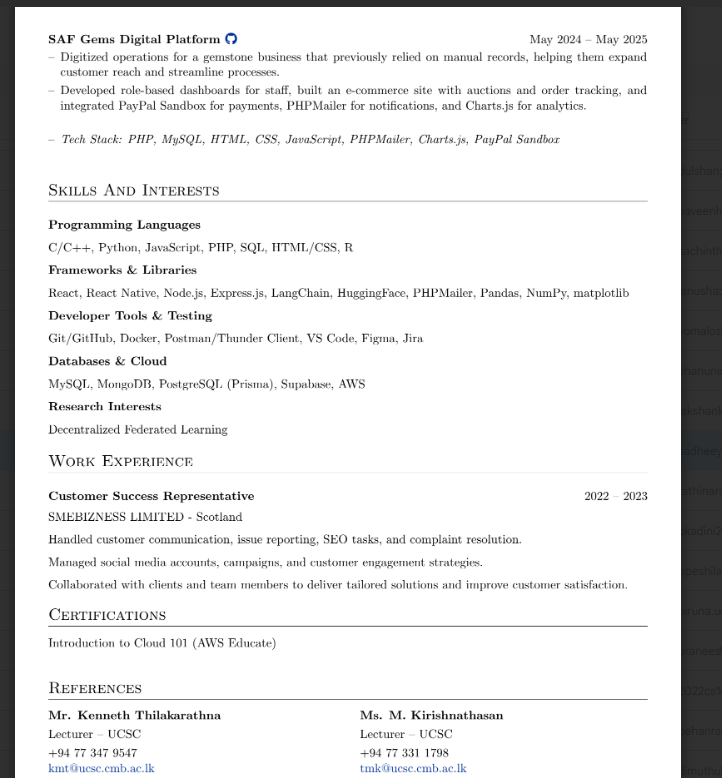 SAF Gems Digital Platform May 2024 – May 2025
– Digitized operations for a gemstone business that previously relied on manual records, helping them expand
customer reach and streamline processes.
– Developed role-based dashboards for staff, built an e-commerce site with auctions and order tracking, and
integrated PayPal Sandbox for payments, PHPMailer for notifications, and Charts.js for analytics.
– Tech Stack: PHP, MySQL, HTML, CSS, JavaScript, PHPMailer, Charts.js, PayPal Sandbox
Skills And Interests
Programming Languages
C/C++, Python, JavaScript, PHP, SQL, HTML/CSS, R
Frameworks & Libraries
React, React Native, Node.js, Express.js, LangChain, HuggingFace, PHPMailer, Pandas, NumPy, matplotlib
Developer Tools & Testing
Git/GitHub, Docker, Postman/Thunder Client, VS Code, Figma, Jira
Databases & Cloud
MySQL, MongoDB, PostgreSQL (Prisma), Supabase, AWS
Research Interests
Decentralized Federated Learning
Work Experience
Customer Success Representative 2022 – 2023
SMEBIZNESS LIMITED - Scotland
Handled customer communication, issue reporting, SEO tasks, and complaint resolution.
Managed social media accounts, campaigns, and customer engagement strategies.
Collaborated with clients and team members to deliver tailored solutions and improve customer satisfaction.
Certifications
Introduction to Cloud 101 (AWS Educate)
References
Mr. Kenneth Thilakarathna Ms. M. Kirishnathasan
Lecturer – UCSC Lecturer – UCSC
+94 77 347 9547 +94 77 331 1798
kmt@ucsc.cmb.ac.lk tmk@ucsc.cmb.ac.lk